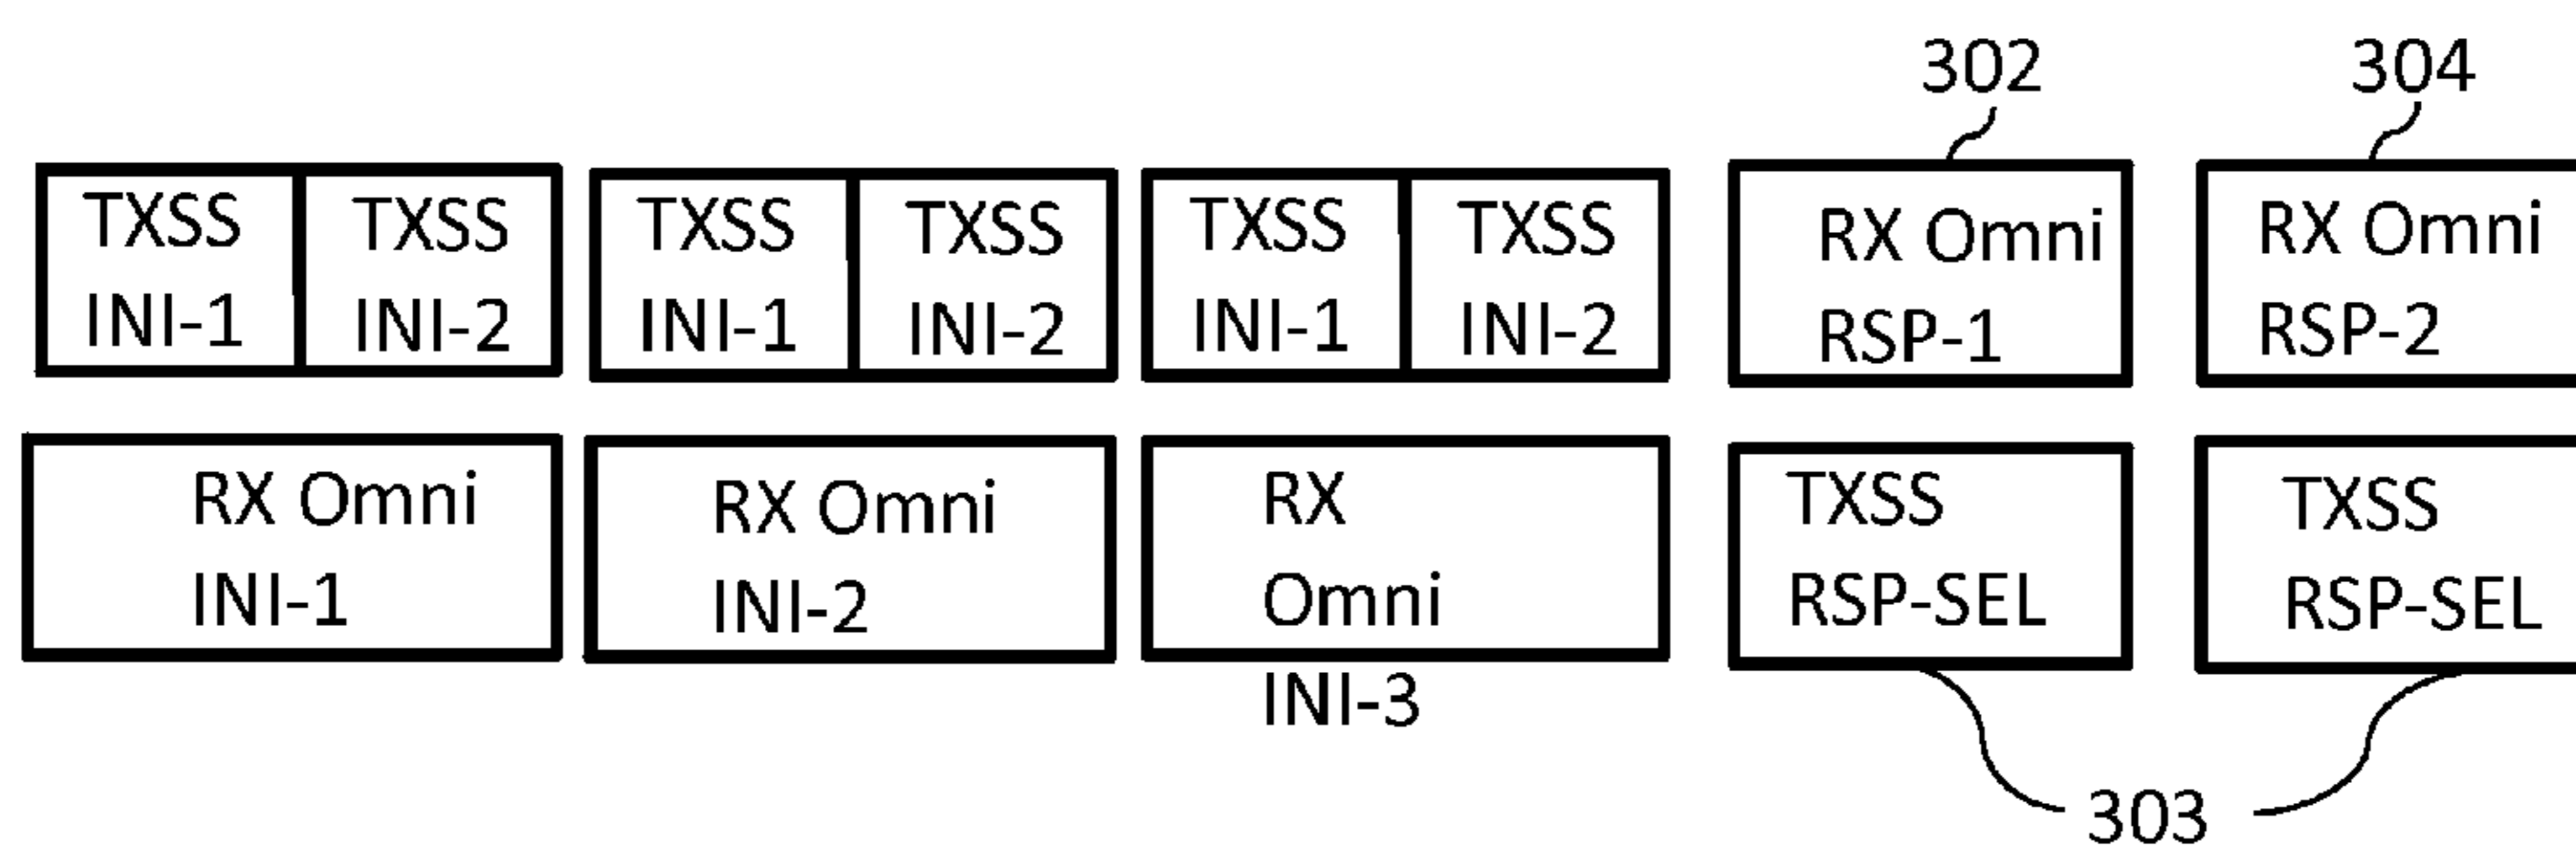 302
304
TXSS
INI-1
TXSS
INI-2
TXSS
INI-1
TXSS
INI-2
TXSS
INI-1
TXSS
INI-2
RX Omni
RSP-1
RX Omni
RSP-2
RX Omni
INI-1
RX Omni
INI-2
RX
Omni
INI-3
TXSS
RSP-SEL
TXSS
RSP-SEL
303